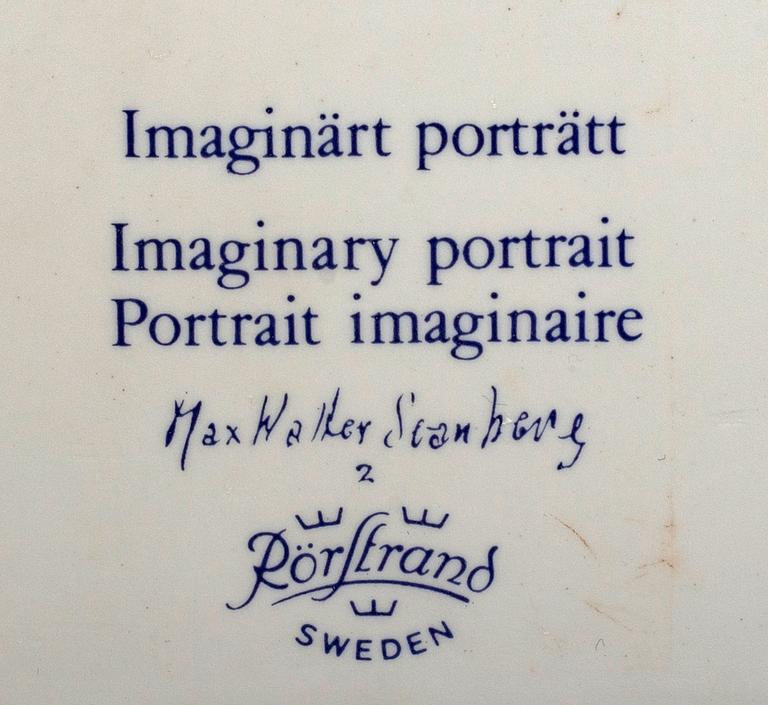 Imaginärt porträtt
Imaginary portrait
Portrait imaginaire
Max Walter Svanberg
2
Rörstrand
SWEDEN